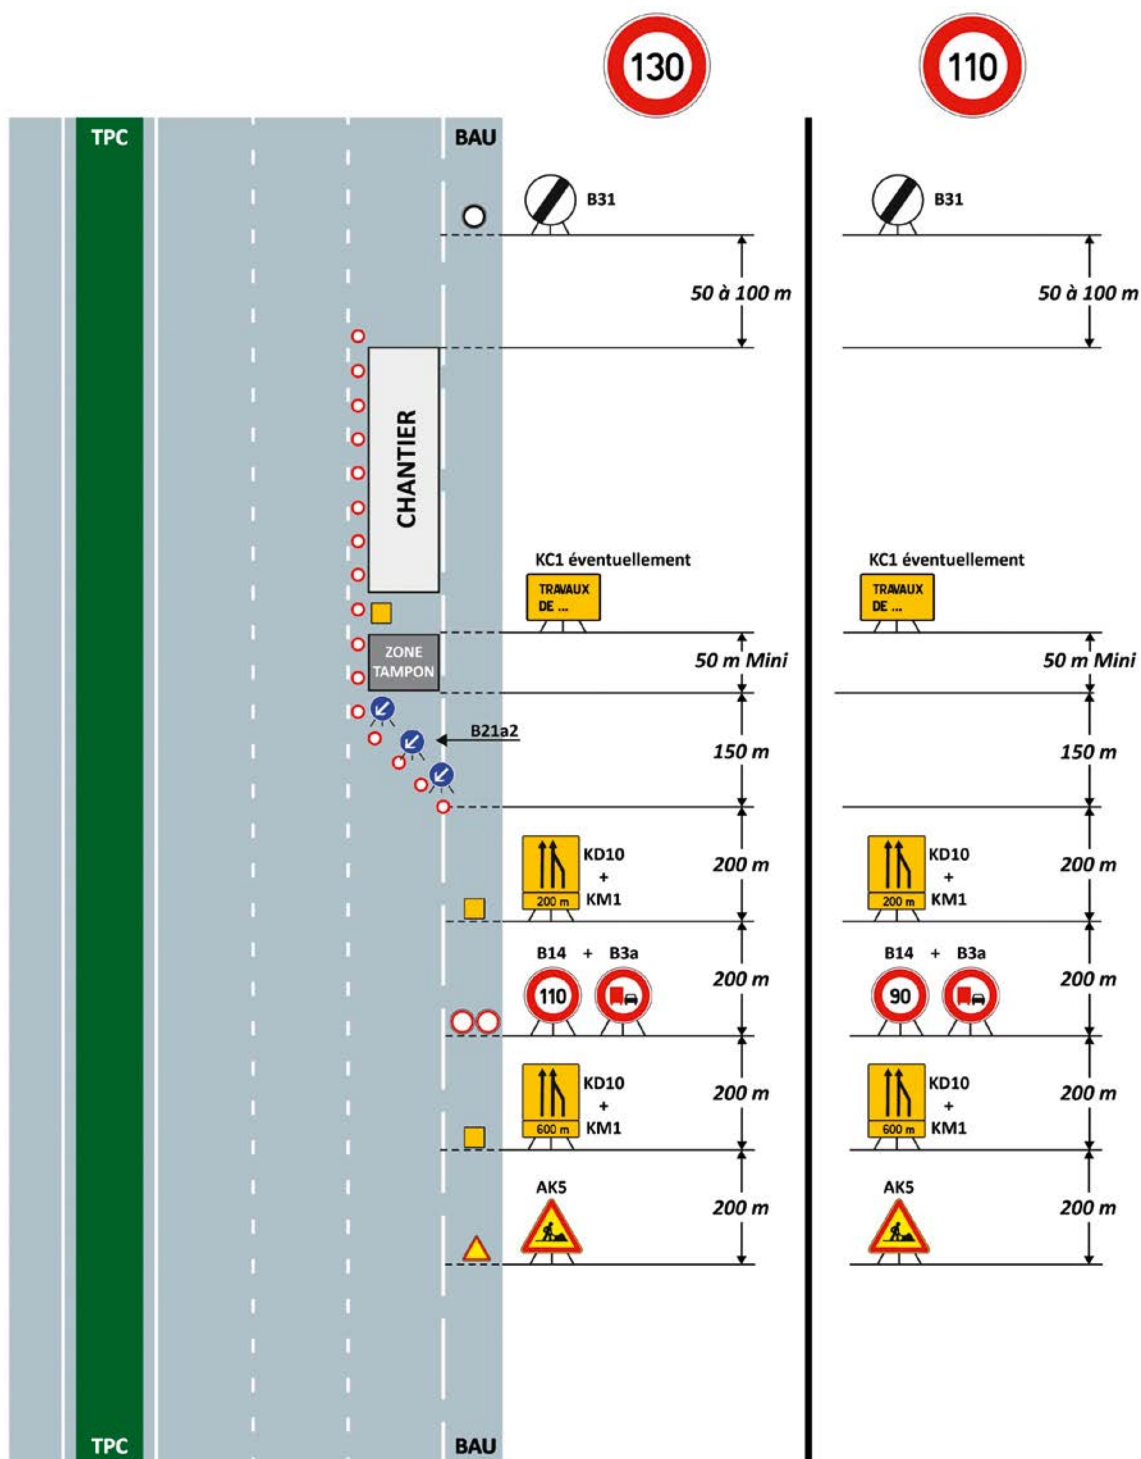 130
110
TPC
BAU
B31
B31
50 à 100 m
50 à 100 m
CHANTIER
KC1 éventuellement
KC1 éventuellement
TRAVAUX
DE ...
TRAVAUX
DE ...
ZONE
TAMPON
50 m Mini
50 m Mini
B21a2
150 m
150 m
KD10
+
KM1
200 m
200 m
KD10
+
KM1
200 m
200 m
B14 + B3a
110
200 m
B14 + B3a
90
200 m
KD10
+
KM1
600 m
200 m
KD10
+
KM1
600 m
200 m
AK5
200 m
AK5
200 m
TPC
BAU